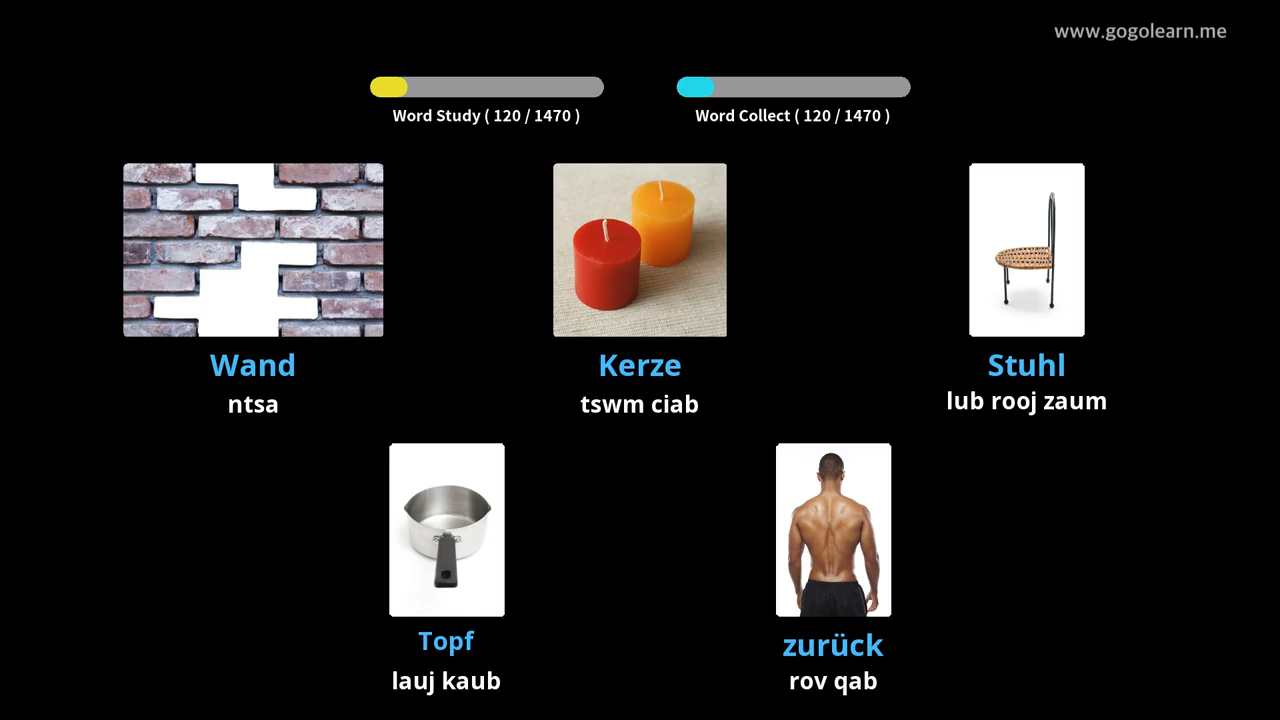 www.gogolearn.me
Word Study ( 120 / 1470 )
Word Collect ( 120 / 1470 )
Wand
ntsa
Kerze
tswm ciab
Stuhl
lub rooj zaum
Topf
lauj kaub
zurück
rov qab